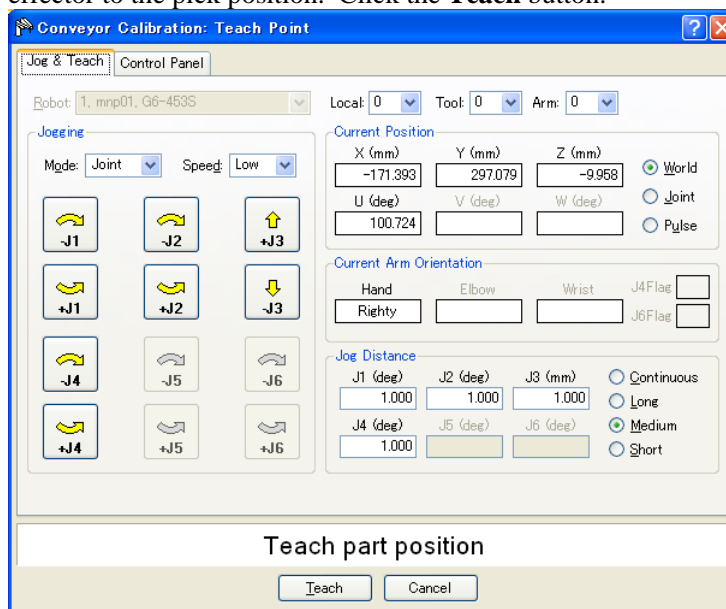 effector to the pick position. Click the Teach button.
Conveyor Calibration: Teach Point
Jog & Teach Control Panel
Robot: 1, mnp01, G6-453S Local: 0 Tool: 0 Arm: 0
Jogging
Mode: Joint Speed: Low
-J1 -J2 +J3
+J1 +J2 -J3
-J4 -J5 -J6
+J4 +J5 +J6
Current Position
X (mm) Y (mm) Z (mm)
-171.393 297.079 -9.958
World
U (deg) V (deg) W (deg)
Joint
100.724
Pulse
Current Arm Orientation
Hand Elbow Wrist J4Flag
Righty
J6Flag
Jog Distance
J1 (deg) J2 (deg) J3 (mm) Continuous
1.000 1.000 1.000
Long
J4 (deg) J5 (deg) J6 (deg) Medium
1.000
Short
Teach part position
Teach Cancel